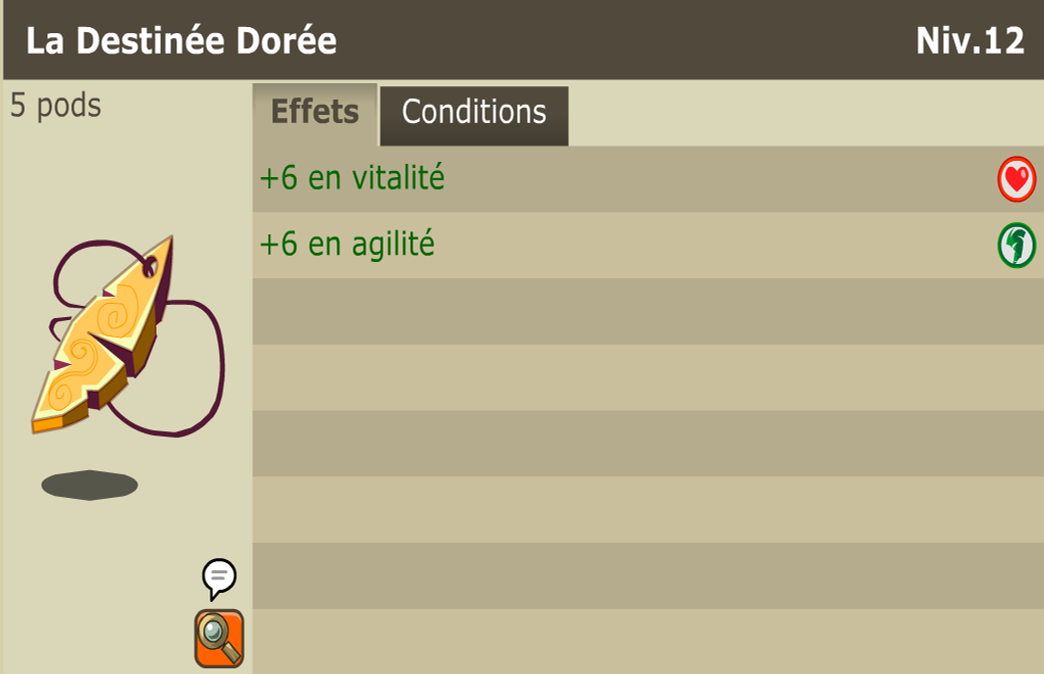 La Destinée Dorée
Niv.12
5 pods
Effets
Conditions
+6 en vitalité
+6 en agilité